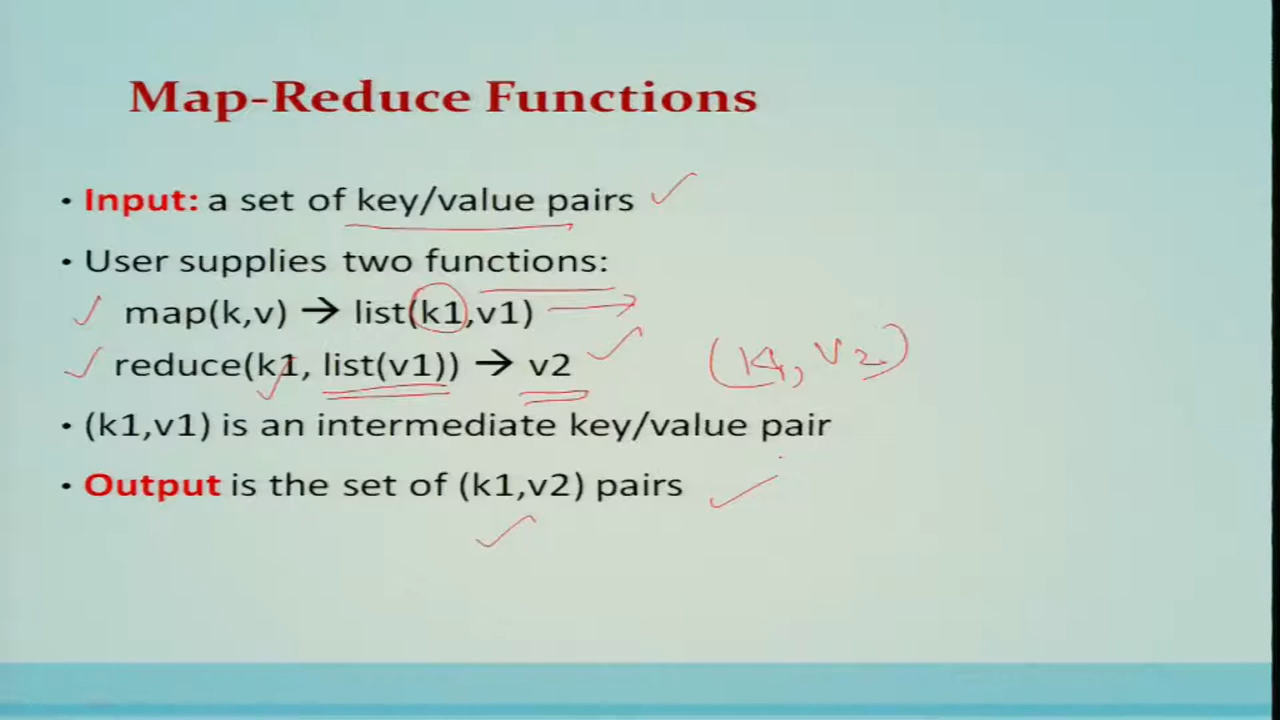 Map-Reduce Functions
• Input: a set of key/value pairs
• User supplies two functions:
map(k,v) → list(k1,v1)
reduce(k1, list(v1)) → v2
(k1, v2)
• (k1,v1) is an intermediate key/value pair
• Output is the set of (k1,v2) pairs